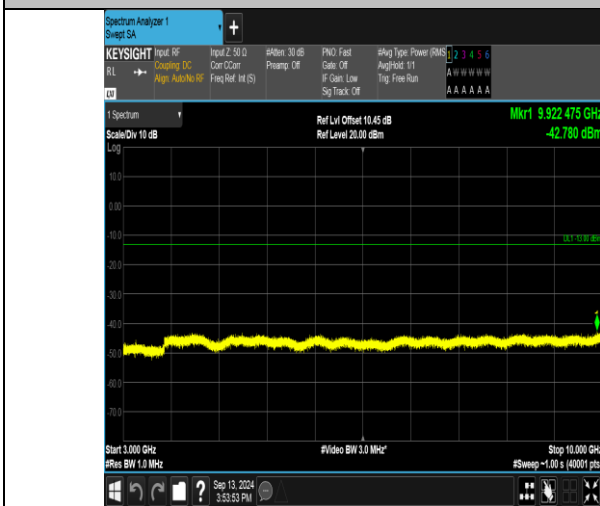 Spectrum Analyzer 1
Swept SA
+
KEYSIGHT Input: RF Input Z: 50 Ω #Atten: 30 dB PNO: Fast #Avg Type: Power (RMS 1 2 3 4 5 6
RL Coupling: DC Corr CCorr Preamp: Off Gate: Off Avg|Hold: 1/1 A W W W W W
Align: Auto/No RF Freq Ref: Int (S) IF Gain: Low Trig: Free Run
LXI Sig Track: Off A A A A A A
1 Spectrum Ref Lvl Offset 10.45 dB Mkr1 9.922 475 GHz
Scale/Div 10 dB Ref Level 20.00 dBm -42.780 dBm
Log
10.0
0.00
-10.0
DL1 -13.00 dBm
-20.0
-30.0
-40.0
-50.0
-60.0
-70.0
Start 3.000 GHz #Video BW 3.0 MHz* Stop 10.000 GHz
#Res BW 1.0 MHz #Sweep ~1.00 s (40001 pts
Sep 13, 2024
3:53:53 PM